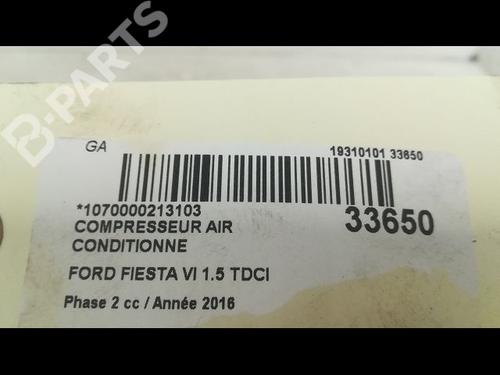 B-PARTS
GA
19310101 33650
*1070000213103
33650
COMPRESSEUR AIR
CONDITIONNE
FORD FIESTA VI 1.5 TDCI
Phase 2 cc / Année 2016